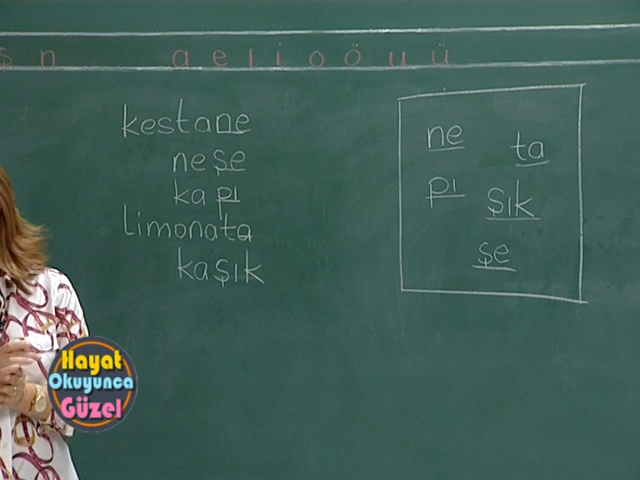 ş n a e ı i o ö u ü
kestane
neşe
kapı
limonata
kaşık
ne ta
pı şık
şe
Hayat
Okuyunca
Güzel